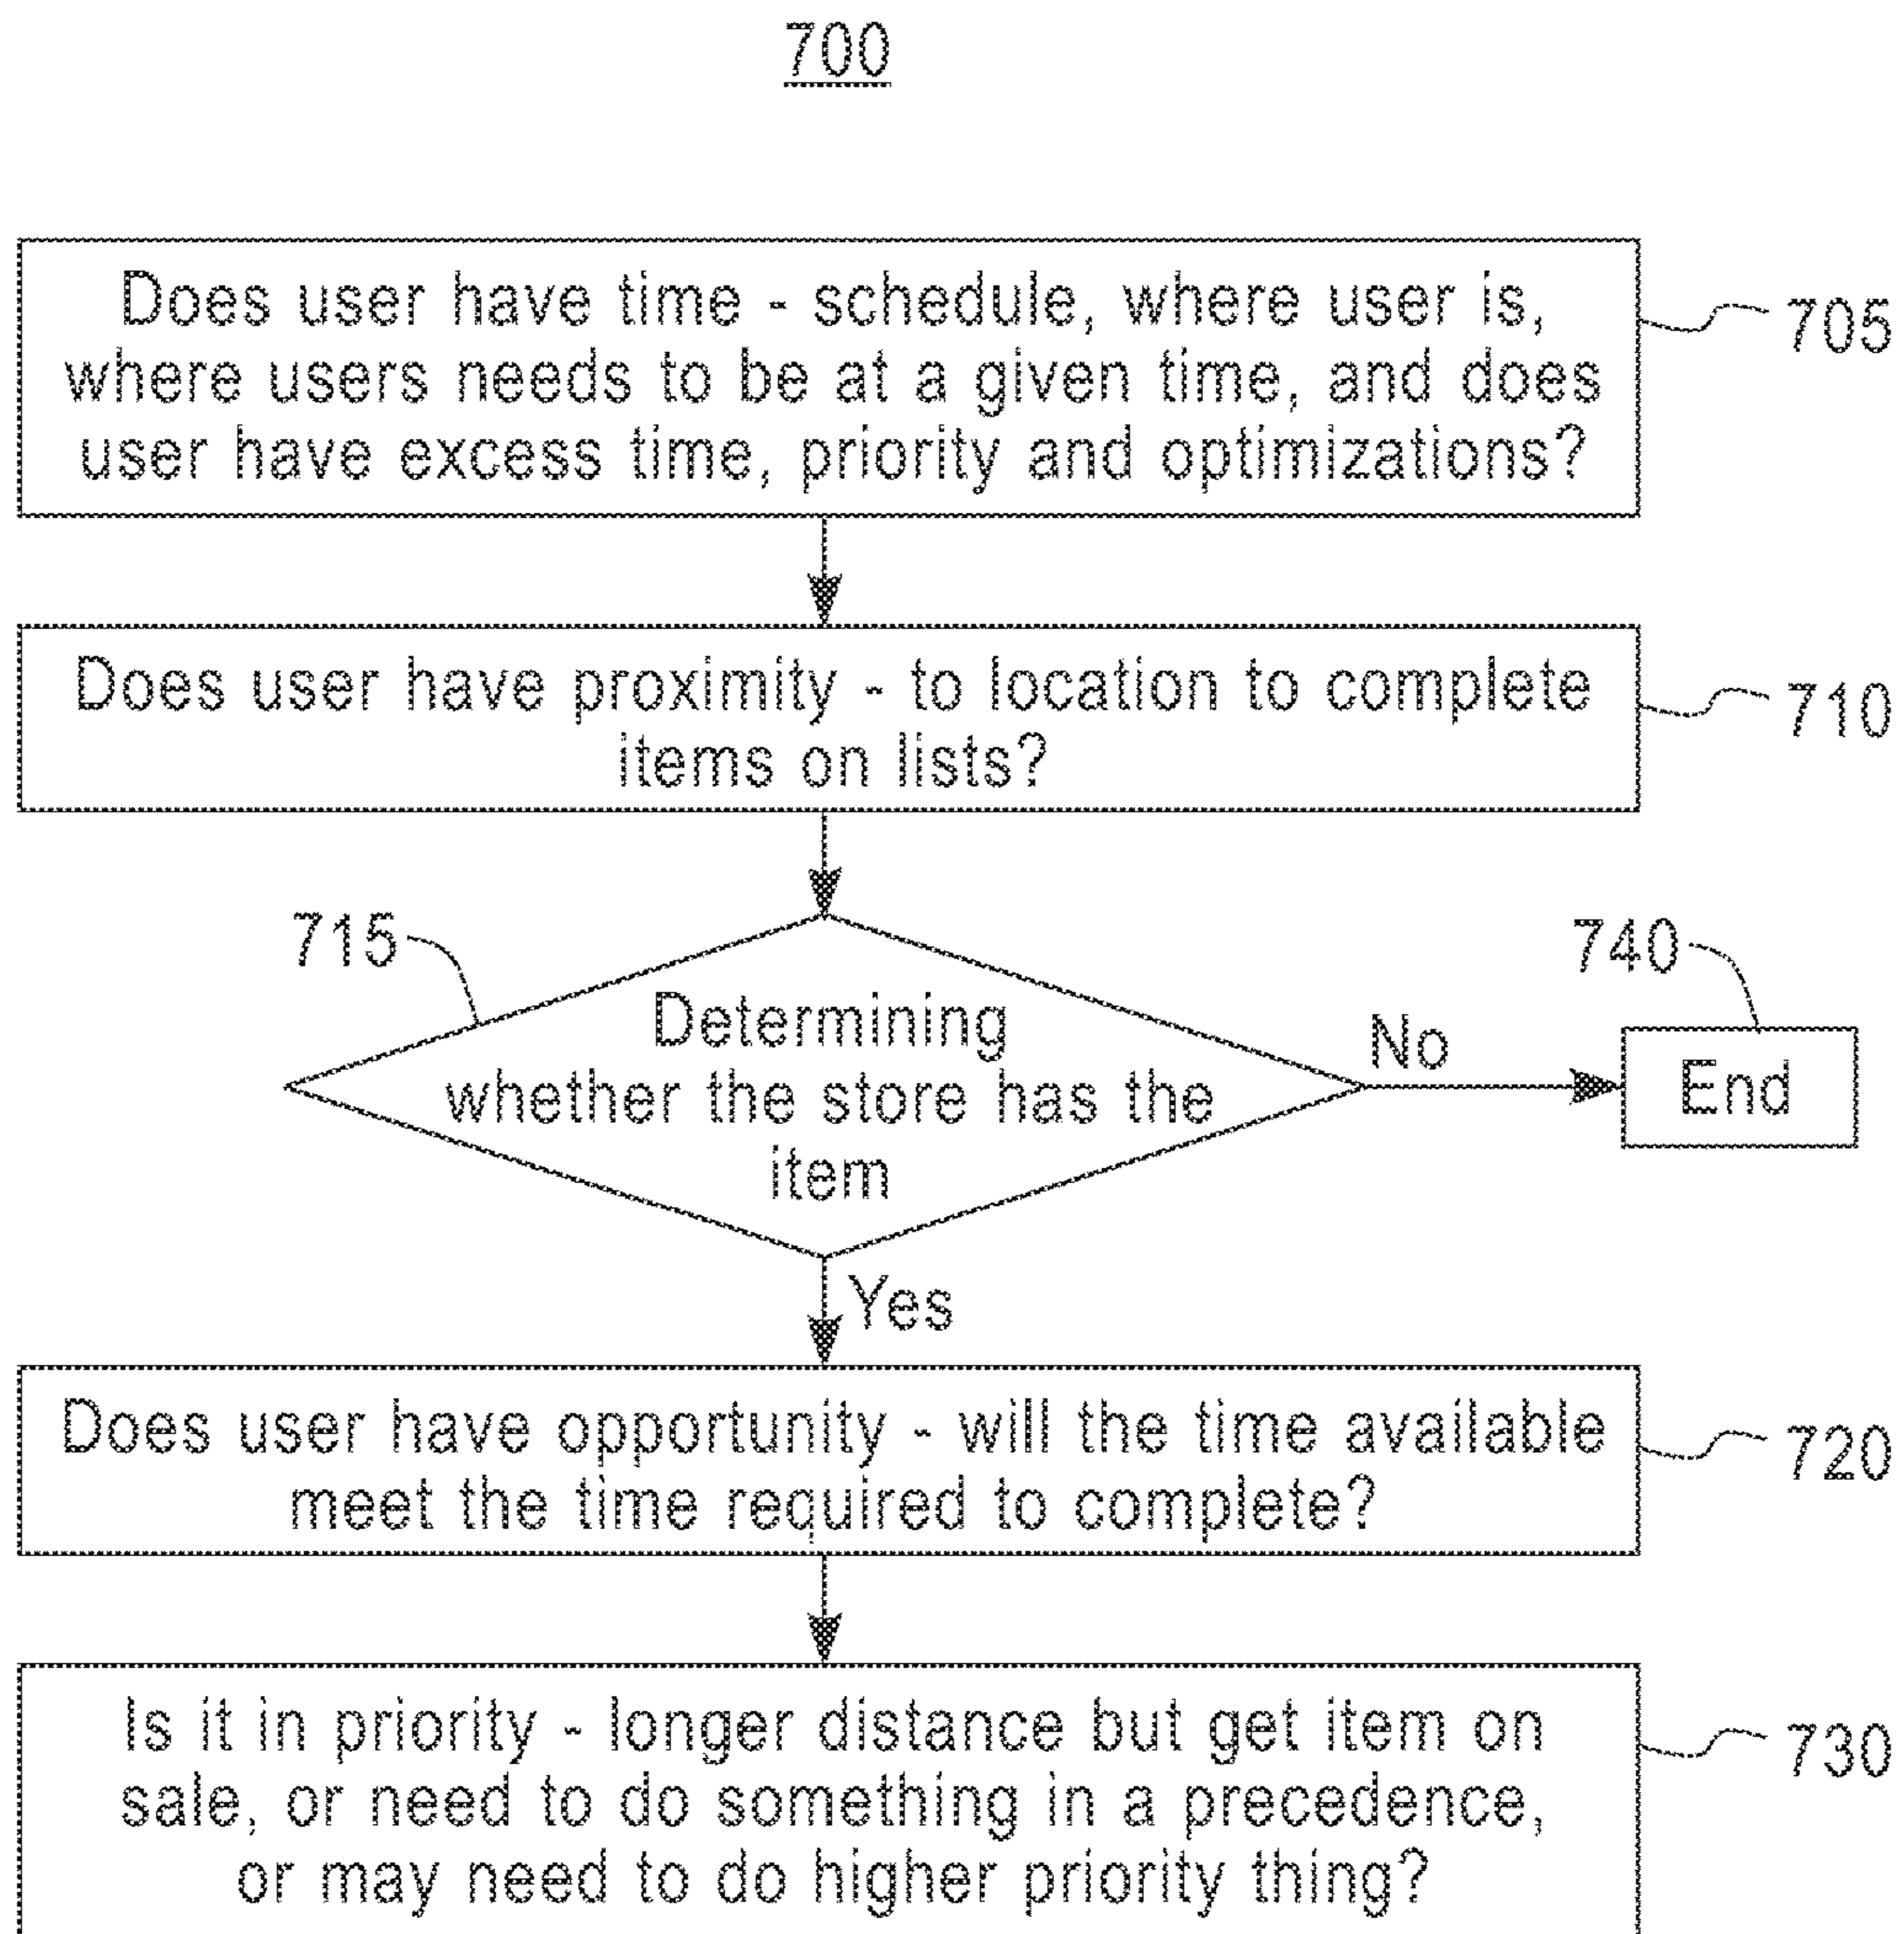 700
Does user have time - schedule, where user is,
where users needs to be at a given time, and does
user have excess time, priority and optimizations?
705
Does user have proximity - to location to complete
items on lists?
710
715
Determining
whether the store has the
item
No
740
End
Yes
Does user have opportunity - will the time available
meet the time required to complete?
720
Is it in priority - longer distance but get item on
sale, or need to do something in a precedence,
or may need to do higher priority thing?
730